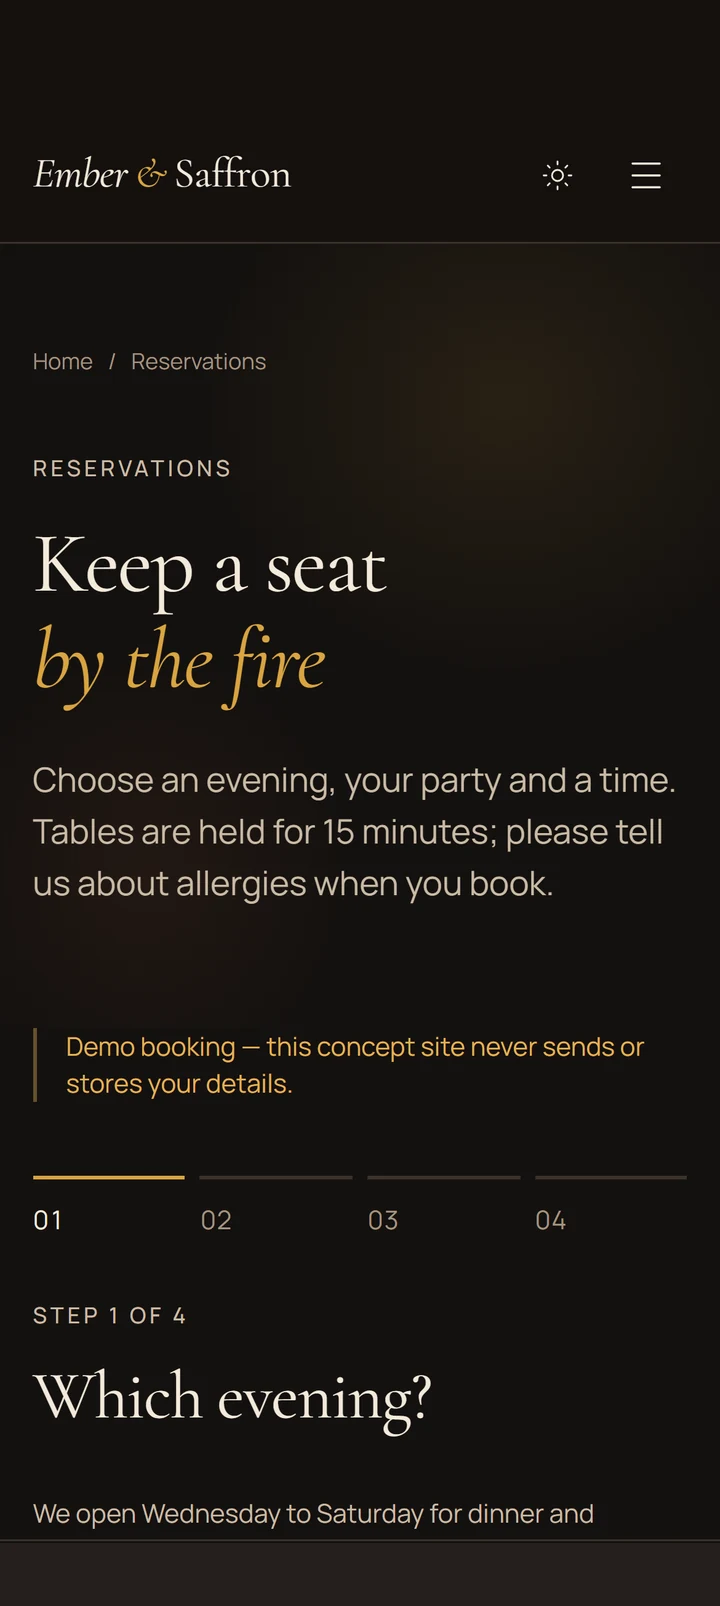 Ember & Saffron
Home / Reservations
RESERVATIONS
Keep a seat
by the fire
Choose an evening, your party and a time.
Tables are held for 15 minutes; please tell
us about allergies when you book.
Demo booking — this concept site never sends or
stores your details.
01 02 03 04
STEP 1 OF 4
Which evening?
We open Wednesday to Saturday for dinner and